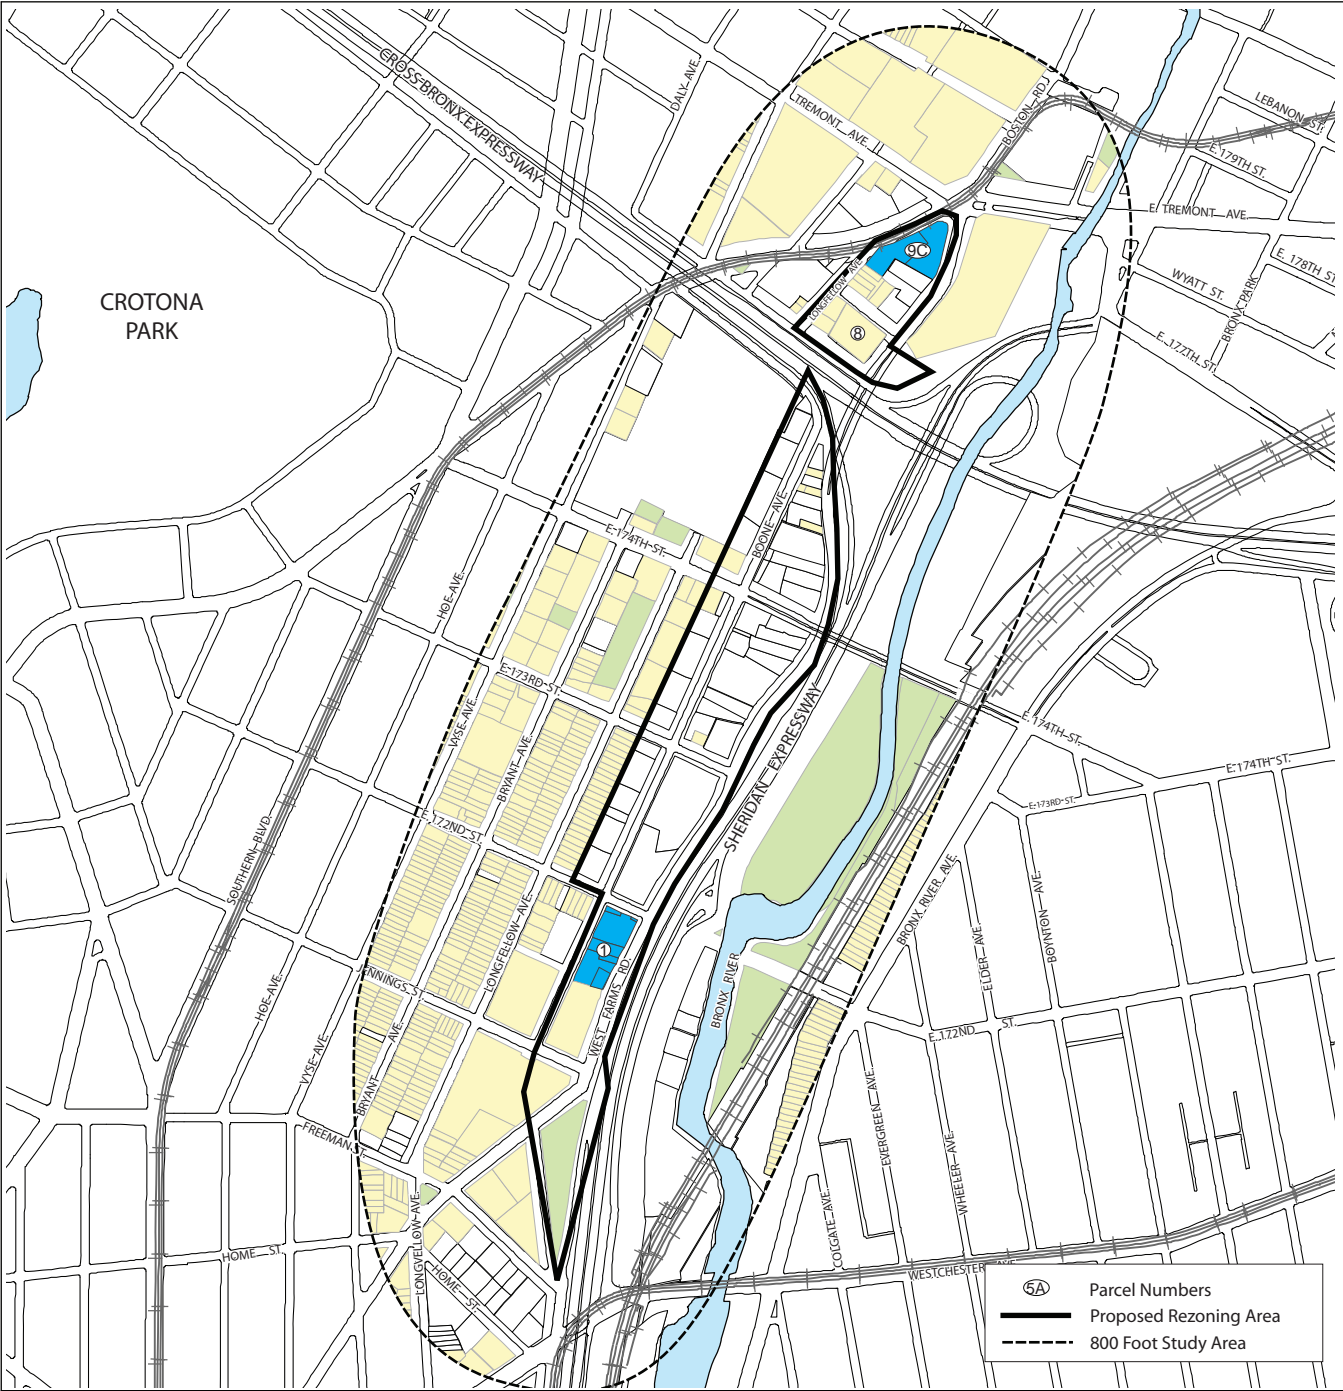 CROSS BRONX EXPRESSWAY
DALY AVE.
TREMONT AVE.
BOSTON RD.
LEBANON ST.
E. 179TH ST.
E. TREMONT AVE.
E. 178TH ST.
WYATT ST.
BRONX PARK
E. 177TH ST.
CROTONA
PARK
LONGFELLOW AVE.
9C
8
BOONE AVE.
E. 174TH ST.
HOE AVE.
E. 173RD ST.
VYSE AVE.
BRYANT AVE.
SHERIDAN EXPRESSWAY
E. 174TH ST.
E. 174TH ST.
E. 173RD ST.
E. 172ND ST.
SOUTHERN BLVD.
BRONX RIVER AVE.
BOYNTON AVE.
ELDER AVE.
LONGFELLOW AVE.
1
WEST FARMS RD.
BRONX RIVER
JENNINGS ST.
HOE AVE.
VYSE AVE.
BRYANT AVE.
E. 172ND ST.
EVERGREEN AVE.
WHEELER AVE.
COLGATE AVE.
FREEMAN ST.
LONGVELLOW AVE.
HOME ST.
HOME ST.
WESTCHESTER AVE.
5A Parcel Numbers
Proposed Rezoning Area
800 Foot Study Area